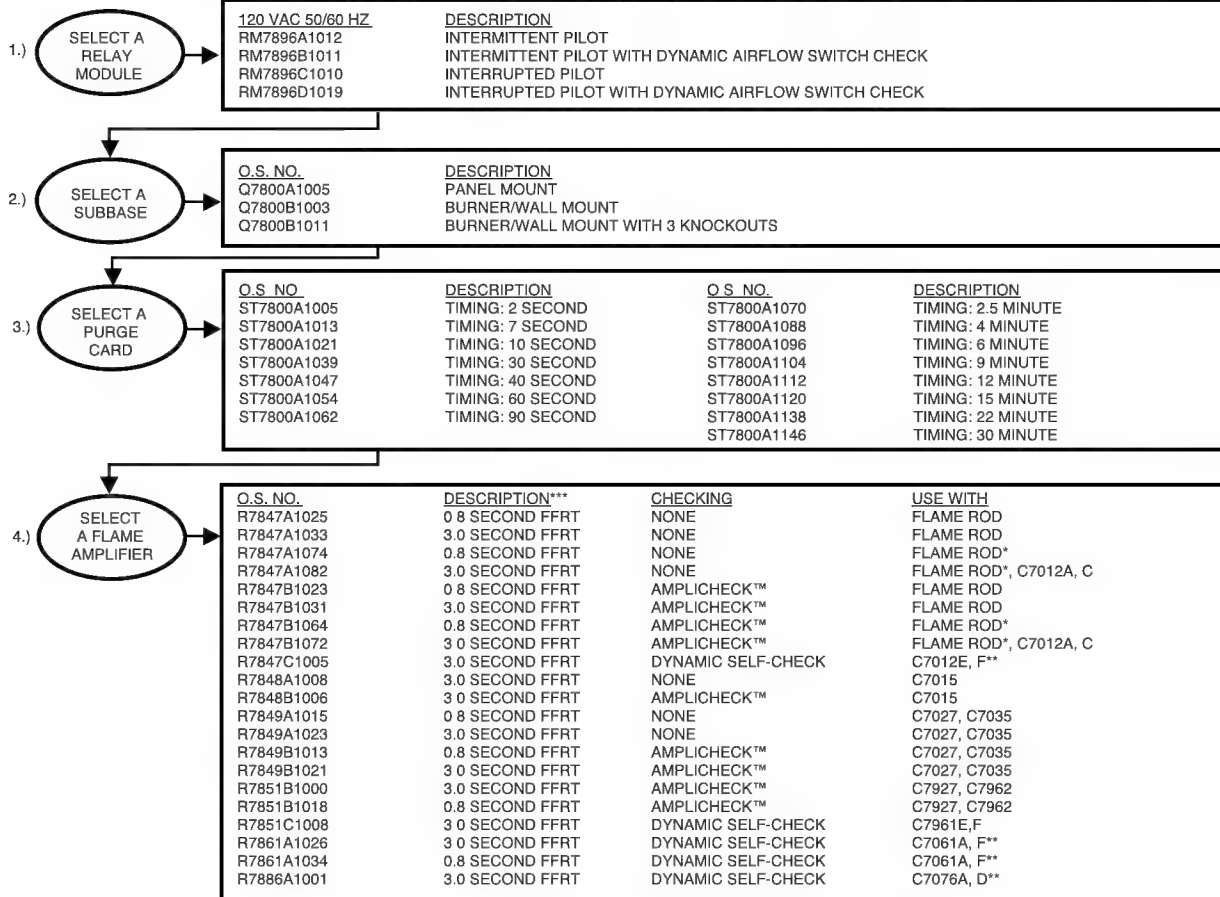 1.) SELECT A
RELAY
MODULE
120 VAC 50/60 HZ DESCRIPTION
RM7896A1012 INTERMITTENT PILOT
RM7896B1011 INTERMITTENT PILOT WITH DYNAMIC AIRFLOW SWITCH CHECK
RM7896C1010 INTERRUPTED PILOT
RM7896D1019 INTERRUPTED PILOT WITH DYNAMIC AIRFLOW SWITCH CHECK
2.) SELECT A
SUBBASE
O.S. NO. DESCRIPTION
Q7800A1005 PANEL MOUNT
Q7800B1003 BURNER/WALL MOUNT
Q7800B1011 BURNER/WALL MOUNT WITH 3 KNOCKOUTS
3.) SELECT A
PURGE
CARD
O.S NO DESCRIPTION O S NO. DESCRIPTION
ST7800A1005 TIMING: 2 SECOND ST7800A1070 TIMING: 2.5 MINUTE
ST7800A1013 TIMING: 7 SECOND ST7800A1088 TIMING: 4 MINUTE
ST7800A1021 TIMING: 10 SECOND ST7800A1096 TIMING: 6 MINUTE
ST7800A1039 TIMING: 30 SECOND ST7800A1104 TIMING: 9 MINUTE
ST7800A1047 TIMING: 40 SECOND ST7800A1112 TIMING: 12 MINUTE
ST7800A1054 TIMING: 60 SECOND ST7800A1120 TIMING: 15 MINUTE
ST7800A1062 TIMING: 90 SECOND ST7800A1138 TIMING: 22 MINUTE
ST7800A1146 TIMING: 30 MINUTE
4.) SELECT
A FLAME
AMPLIFIER
O.S. NO. DESCRIPTION*** CHECKING USE WITH
R7847A1025 0 8 SECOND FFRT NONE FLAME ROD
R7847A1033 3.0 SECOND FFRT NONE FLAME ROD
R7847A1074 0.8 SECOND FFRT NONE FLAME ROD*
R7847A1082 3.0 SECOND FFRT NONE FLAME ROD*, C7012A, C
R7847B1023 0 8 SECOND FFRT AMPLICHECK™ FLAME ROD
R7847B1031 3.0 SECOND FFRT AMPLICHECK™ FLAME ROD
R7847B1064 0.8 SECOND FFRT AMPLICHECK™ FLAME ROD*
R7847B1072 3 0 SECOND FFRT AMPLICHECK™ FLAME ROD*, C7012A, C
R7847C1005 3.0 SECOND FFRT DYNAMIC SELF-CHECK C7012E, F**
R7848A1008 3.0 SECOND FFRT NONE C7015
R7848B1006 3 0 SECOND FFRT AMPLICHECK™ C7015
R7849A1015 0 8 SECOND FFRT NONE C7027, C7035
R7849A1023 3.0 SECOND FFRT NONE C7027, C7035
R7849B1013 0.8 SECOND FFRT AMPLICHECK™ C7027, C7035
R7849B1021 3 0 SECOND FFRT AMPLICHECK™ C7027, C7035
R7851B1000 3.0 SECOND FFRT AMPLICHECK™ C7927, C7962
R7851B1018 0.8 SECOND FFRT AMPLICHECK™ C7927, C7962
R7851C1008 3 0 SECOND FFRT DYNAMIC SELF-CHECK C7961E,F
R7861A1026 3 0 SECOND FFRT DYNAMIC SELF-CHECK C7061A, F**
R7861A1034 0.8 SECOND FFRT DYNAMIC SELF-CHECK C7061A, F**
R7886A1001 3.0 SECOND FFRT DYNAMIC SELF-CHECK C7076A, D**